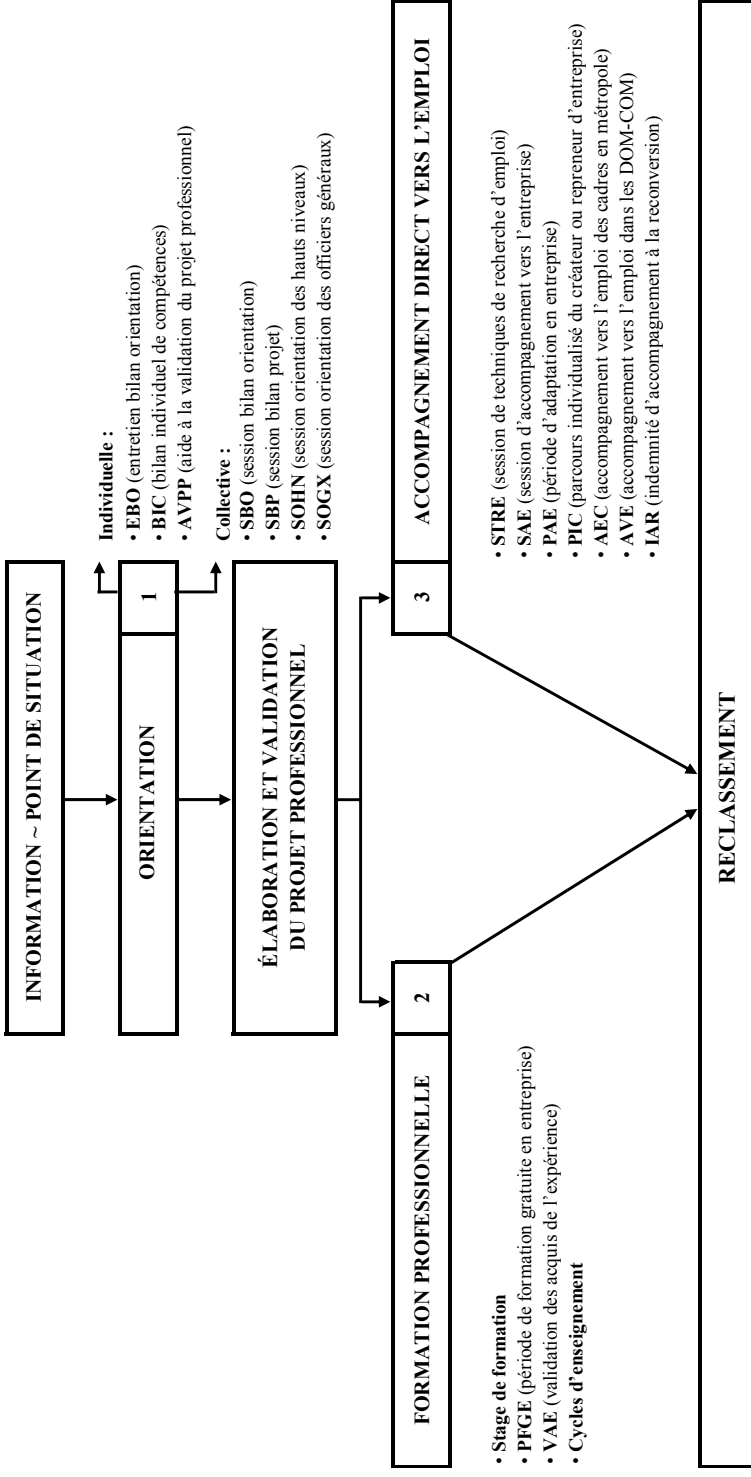 INFORMATION ~ POINT DE SITUATION
ORIENTATION
1
Individuelle :
• EBO (entretien bilan orientation)
• BIC (bilan individuel de compétences)
• AVPP (aide à la validation du projet professionnel)
Collective :
• SBO (session bilan orientation)
• SBP (session bilan projet)
• SOHN (session orientation des hauts niveaux)
• SOGX (session orientation des officiers généraux)
ÉLABORATION ET VALIDATION
DU PROJET PROFESSIONNEL
FORMATION PROFESSIONNELLE
2
• Stage de formation
• PFGE (période de formation gratuite en entreprise)
• VAE (validation des acquis de l’expérience)
• Cycles d’enseignement
3
ACCOMPAGNEMENT DIRECT VERS L’EMPLOI
• STRE (session de techniques de recherche d’emploi)
• SAE (session d’accompagnement vers l’entreprise)
• PAE (période d’adaptation en entreprise)
• PIC (parcours individualisé du créateur ou repreneur d’entreprise)
• AEC (accompagnement vers l’emploi des cadres en métropole)
• AVE (accompagnement vers l’emploi dans les DOM-COM)
• IAR (indemnité d’accompagnement à la reconversion)
RECLASSEMENT